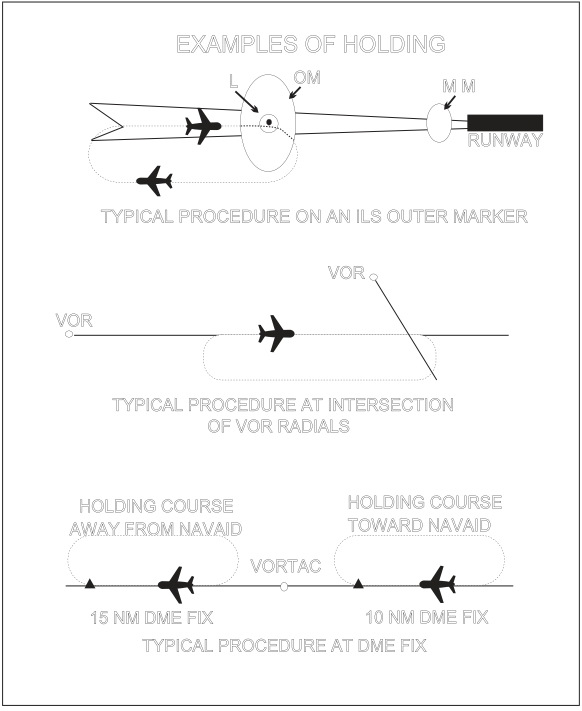 EXAMPLES OF HOLDING
L
OM
M M
RUNWAY
TYPICAL PROCEDURE ON AN ILS OUTER MARKER
VOR
VOR
TYPICAL PROCEDURE AT INTERSECTION
OF VOR RADIALS
HOLDING COURSE
AWAY FROM NAVAID
HOLDING COURSE
TOWARD NAVAID
VORTAC
15 NM DME FIX
10 NM DME FIX
TYPICAL PROCEDURE AT DME FIX